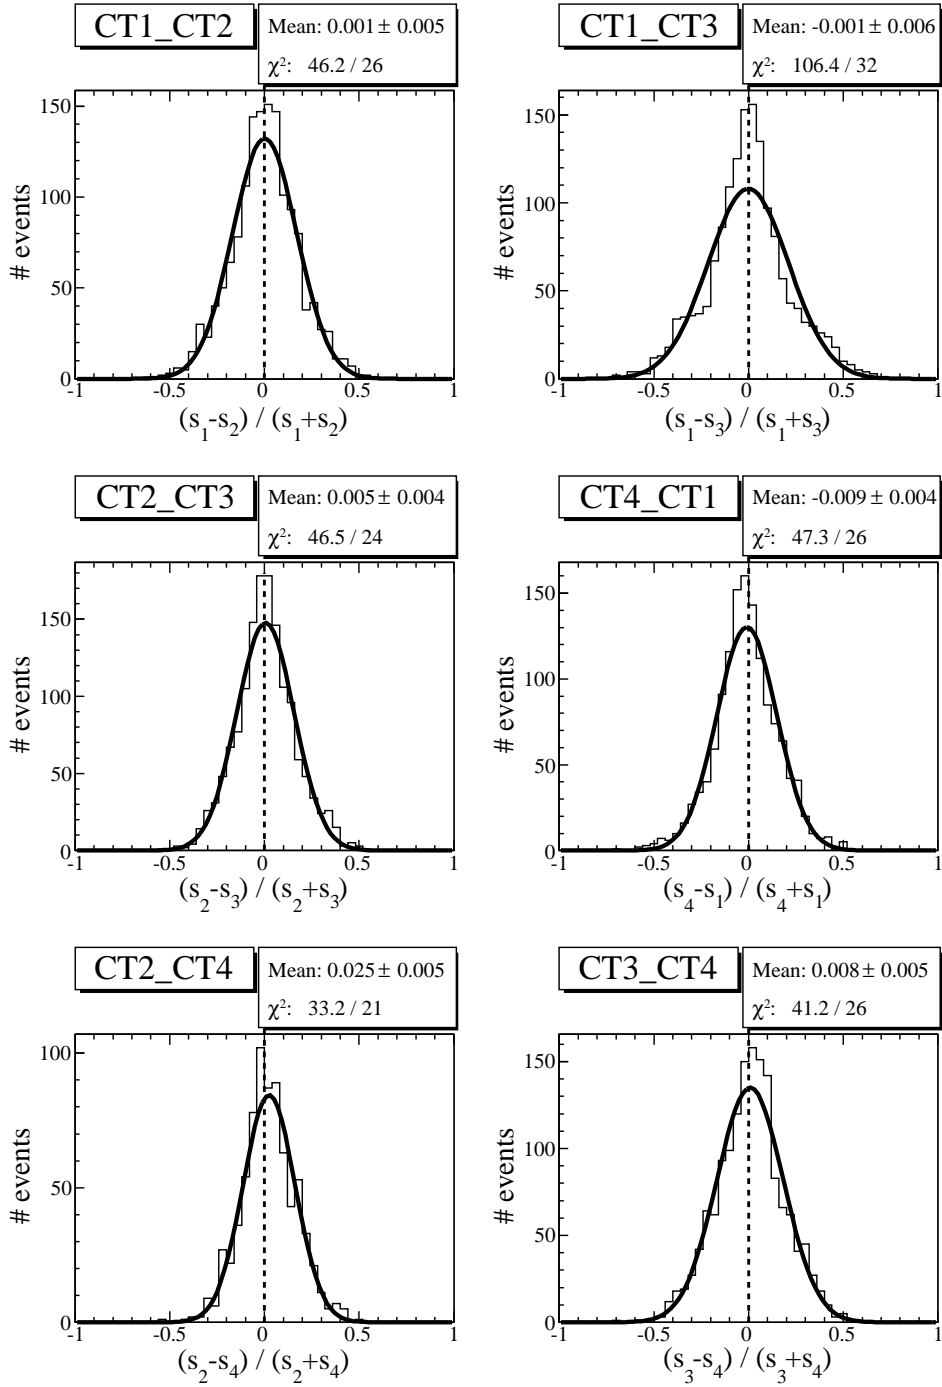 CT1_CT2
Mean: 0.001 ± 0.005
χ²: 46.2 / 26
# events
150
100
50
0
-1 -0.5 0 0.5 1
(s₁-s₂) / (s₁+s₂)
CT1_CT3
Mean: -0.001 ± 0.006
χ²: 106.4 / 32
# events
150
100
50
0
-1 -0.5 0 0.5 1
(s₁-s₃) / (s₁+s₃)
CT2_CT3
Mean: 0.005 ± 0.004
χ²: 46.5 / 24
# events
150
100
50
0
-1 -0.5 0 0.5 1
(s₂-s₃) / (s₂+s₃)
CT4_CT1
Mean: -0.009 ± 0.004
χ²: 47.3 / 26
# events
150
100
50
0
-1 -0.5 0 0.5 1
(s₄-s₁) / (s₄+s₁)
CT2_CT4
Mean: 0.025 ± 0.005
χ²: 33.2 / 21
# events
100
50
0
-1 -0.5 0 0.5 1
(s₂-s₄) / (s₂+s₄)
CT3_CT4
Mean: 0.008 ± 0.005
χ²: 41.2 / 26
# events
150
100
50
0
-1 -0.5 0 0.5 1
(s₃-s₄) / (s₃+s₄)